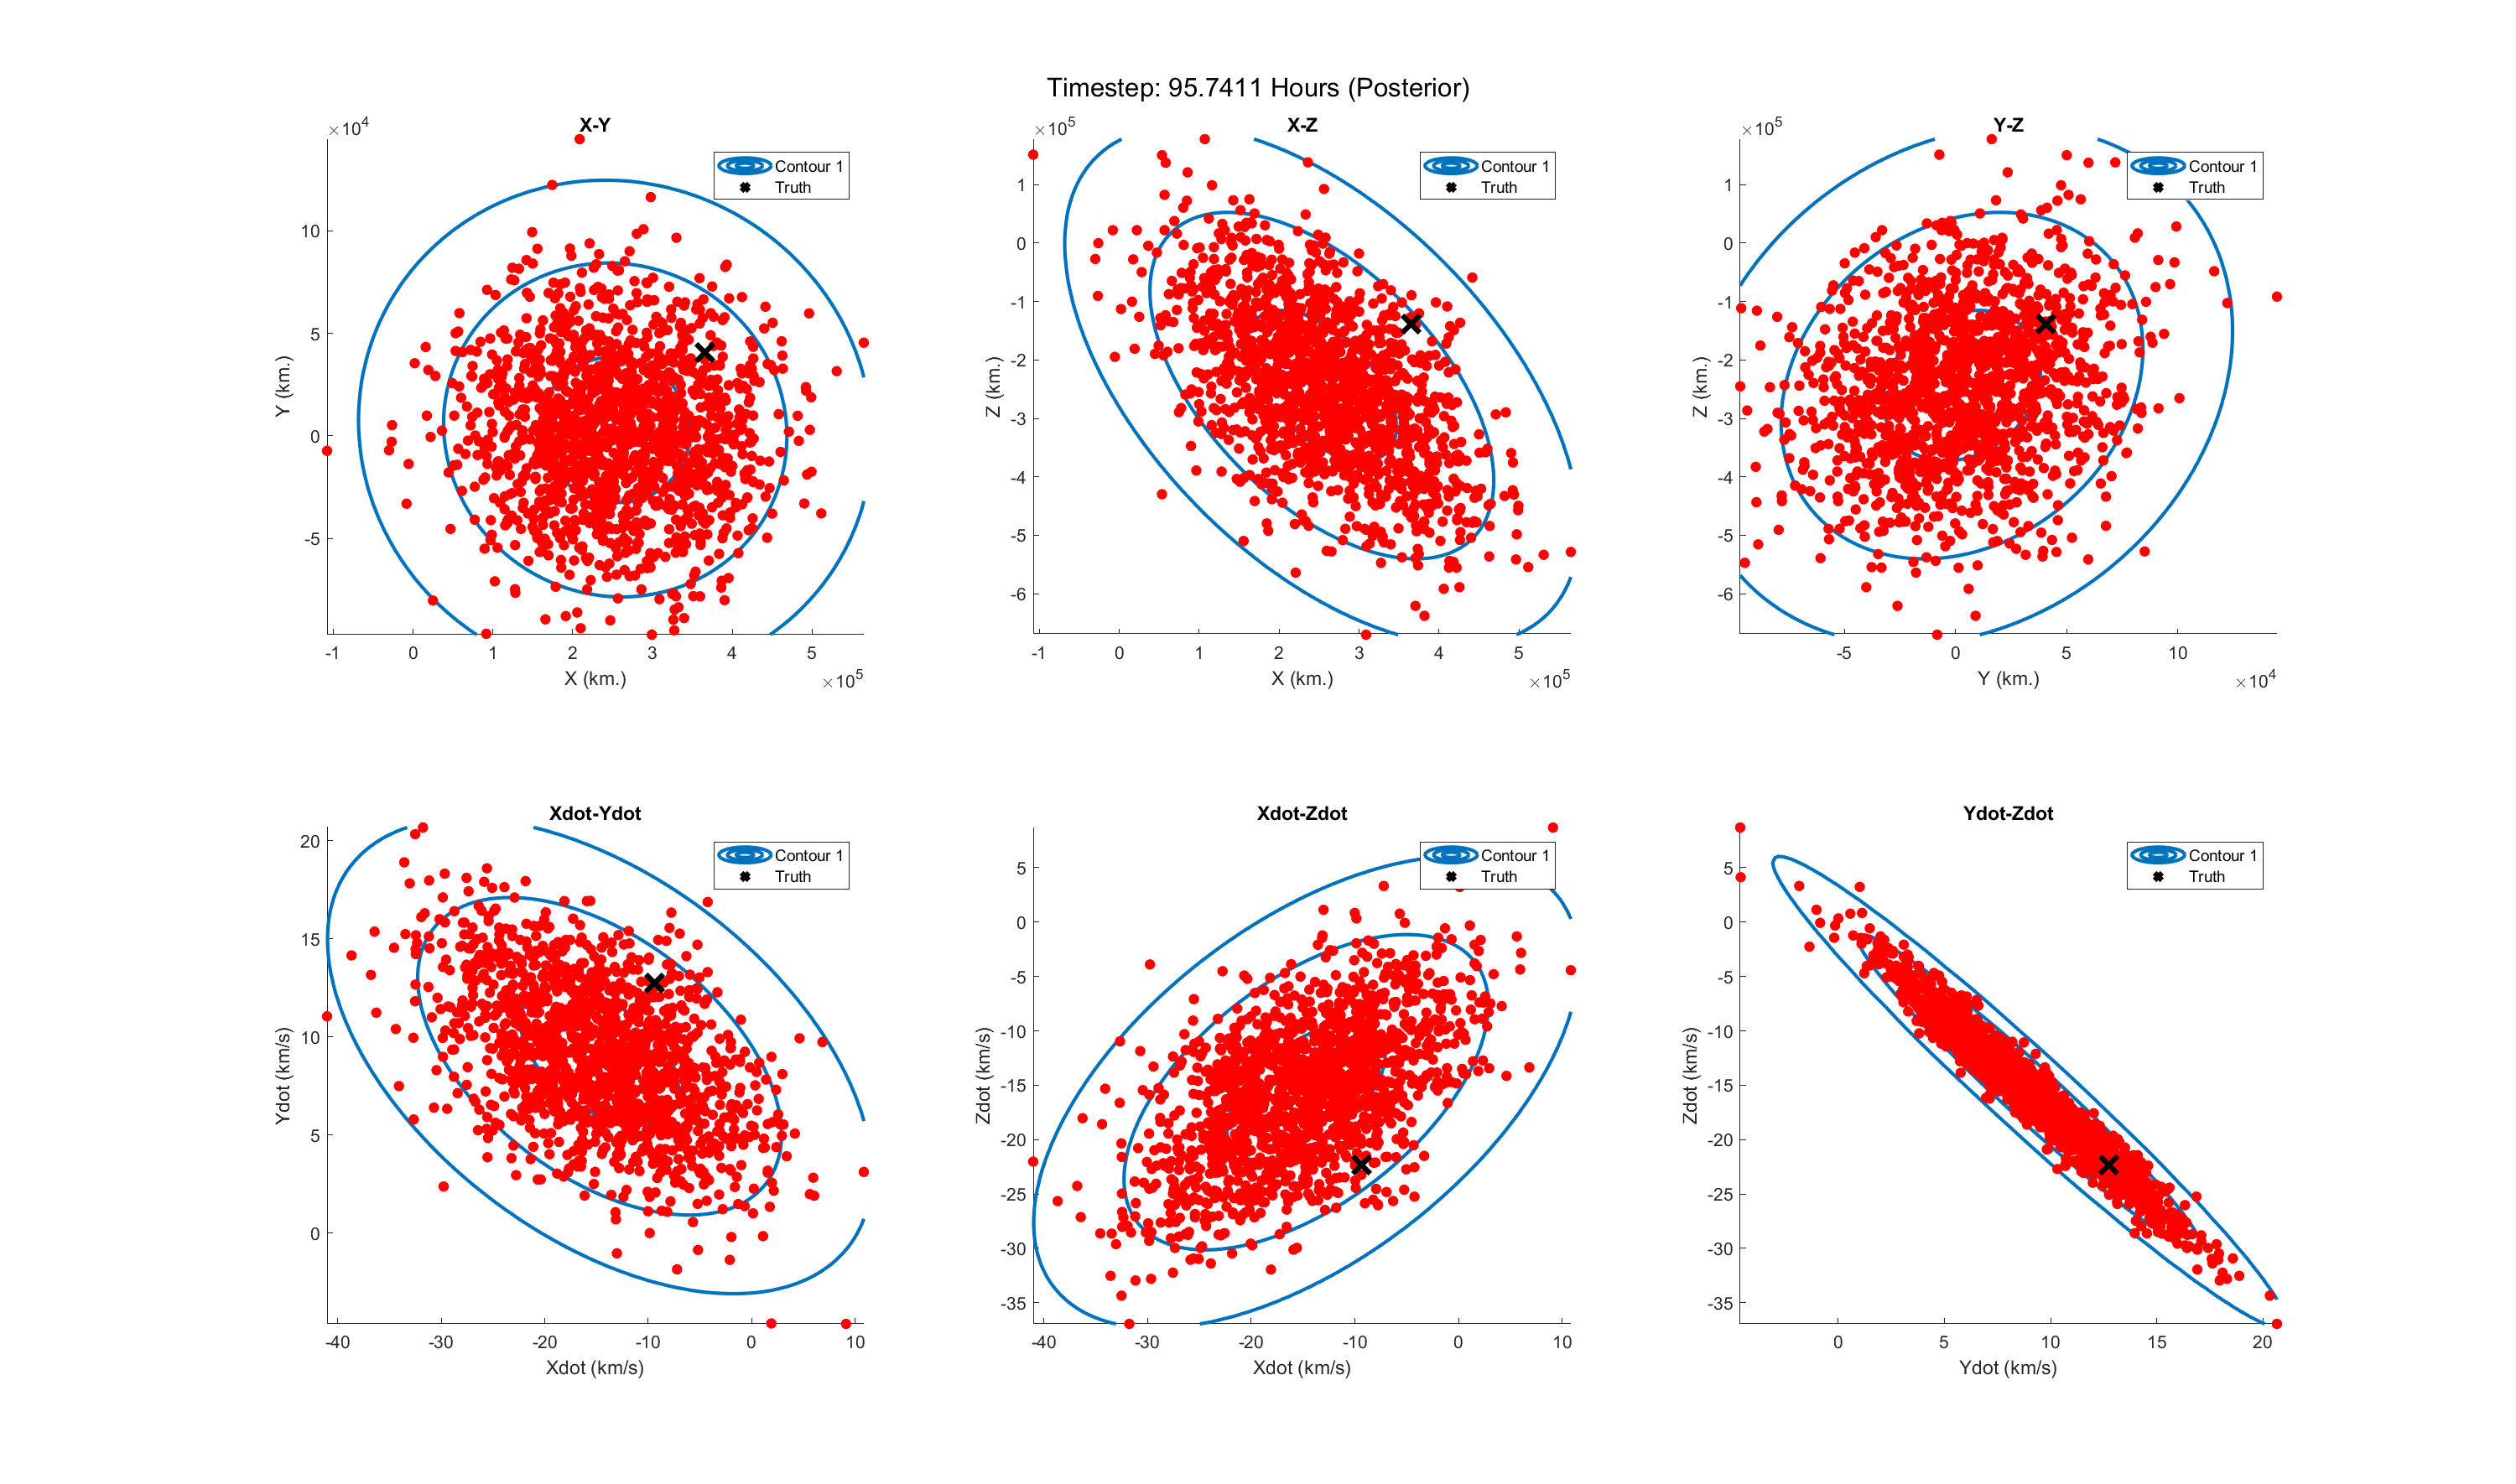 Timestep: 95.7411 Hours (Posterior)
X-Y
×10^4
Contour 1
Truth
10
5
0
-5
Y (km.)
-1 0 1 2 3 4 5
X (km.)
×10^5
X-Z
×10^5
Contour 1
Truth
1
0
-1
-2
-3
-4
-5
-6
Z (km.)
-1 0 1 2 3 4 5
X (km.)
×10^5
Y-Z
×10^5
Contour 1
Truth
1
0
-1
-2
-3
-4
-5
-6
Z (km.)
-5 0 5 10
Y (km.)
×10^4
Xdot-Ydot
Contour 1
Truth
20
15
10
5
0
Ydot (km/s)
-40 -30 -20 -10 0 10
Xdot (km/s)
Xdot-Zdot
Contour 1
Truth
5
0
-5
-10
-15
-20
-25
-30
-35
Zdot (km/s)
-40 -30 -20 -10 0 10
Xdot (km/s)
Ydot-Zdot
Contour 1
Truth
5
0
-5
-10
-15
-20
-25
-30
-35
Zdot (km/s)
0 5 10 15 20
Ydot (km/s)